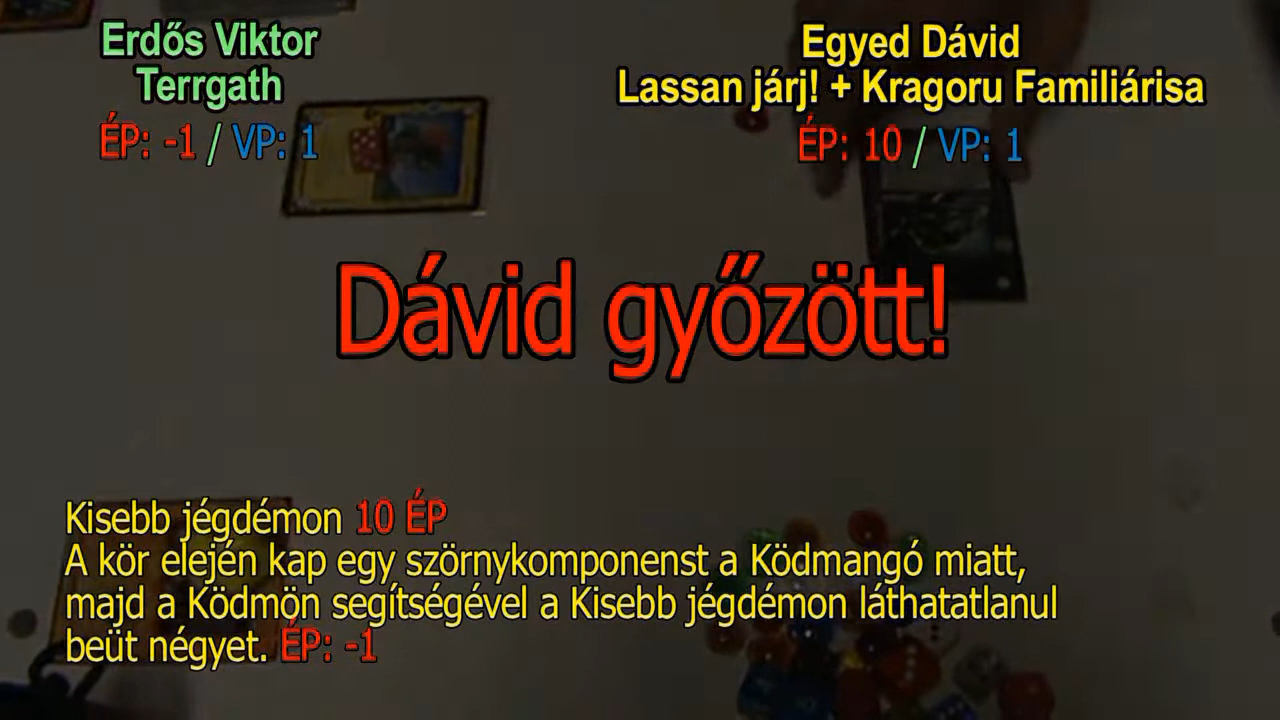 Erdős Viktor
Terrgath
ÉP: -1 / VP: 1
Egyed Dávid
Lassan járj! + Kragoru Familiárisa
ÉP: 10 / VP: 1
Dávid győzött!
Kisebb jégdémon 10 ÉP
A kör elején kap egy szörnykomponenst a Ködmangó miatt,
majd a Ködmön segítségével a Kisebb jégdémon láthatatlanul
beüt négyet. ÉP: -1